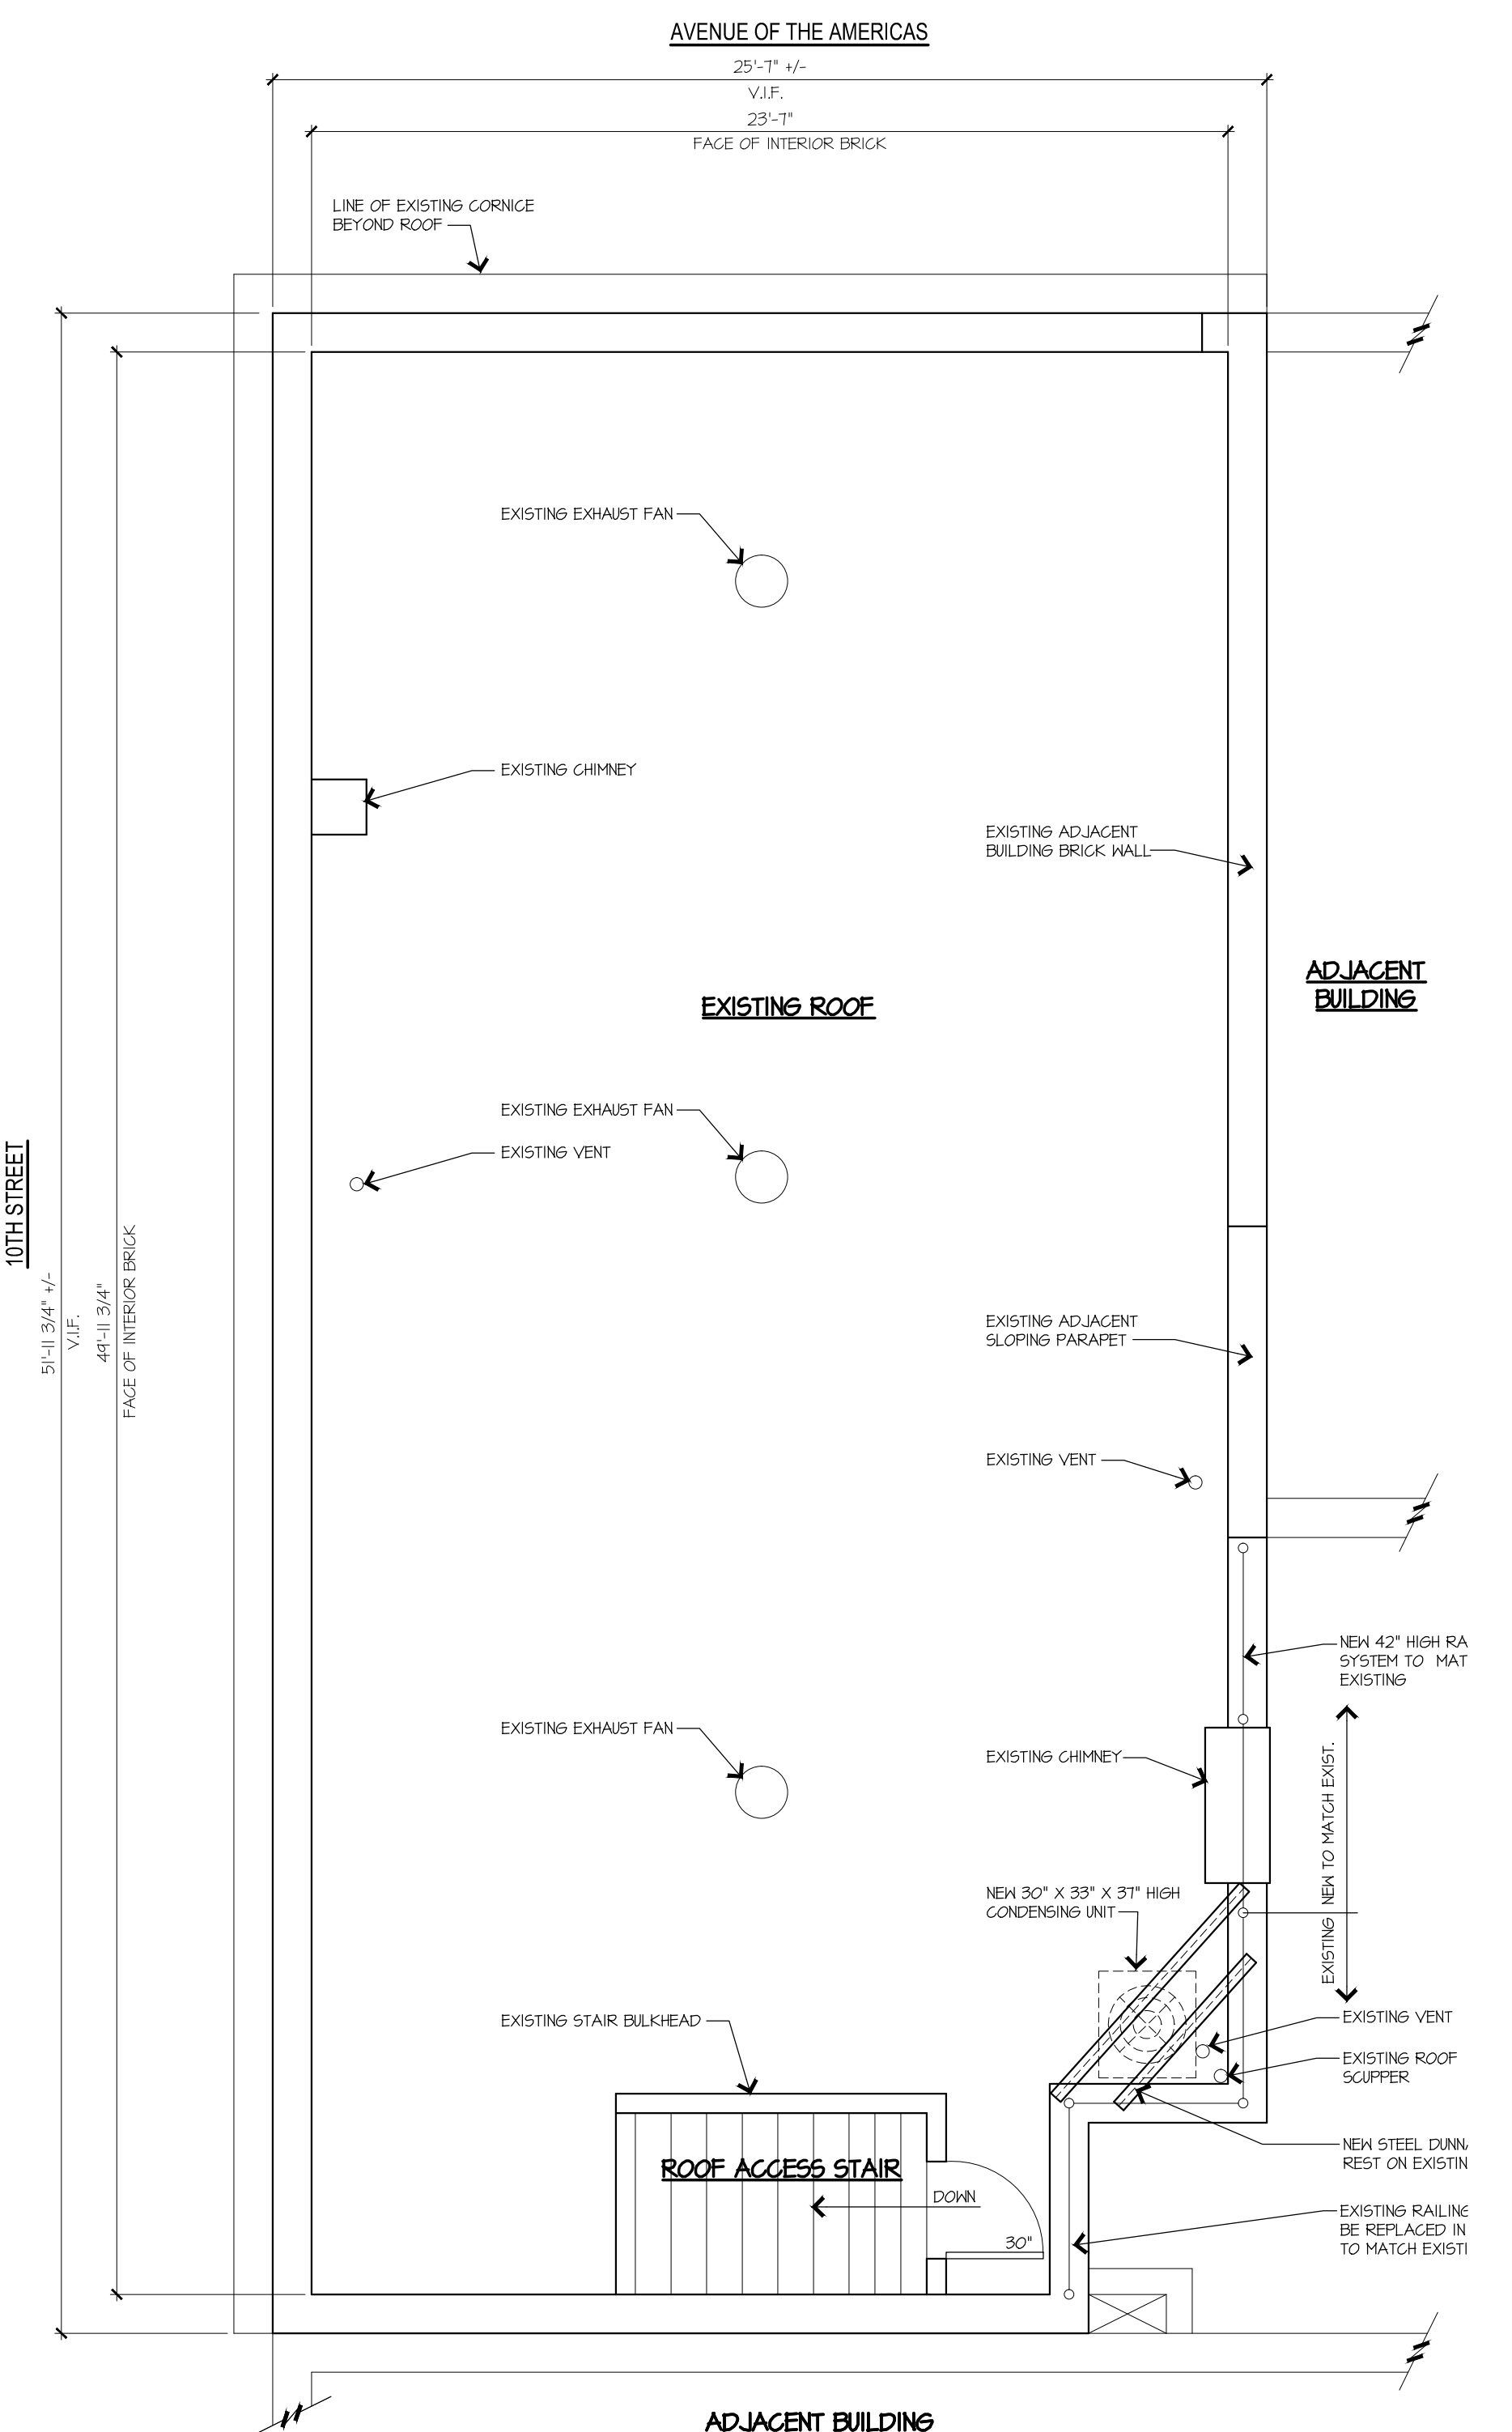 AVENUE OF THE AMERICAS
25'-7" +/-
V.I.F.
23'-7"
FACE OF INTERIOR BRICK
LINE OF EXISTING CORNICE
BEYOND ROOF
EXISTING EXHAUST FAN
EXISTING CHIMNEY
EXISTING ADJACENT
BUILDING BRICK WALL
ADJACENT
BUILDING
EXISTING ROOF
EXISTING EXHAUST FAN
EXISTING VENT
10TH STREET
51'-11 3/4" +/-
V.I.F.
49'-11 3/4"
FACE OF INTERIOR BRICK
EXISTING ADJACENT
SLOPING PARAPET
EXISTING VENT
NEW 42" HIGH RA
SYSTEM TO MAT
EXISTING
EXISTING EXHAUST FAN
EXISTING CHIMNEY
EXISTING NEW TO MATCH EXIST.
NEW 30" X 33" X 37" HIGH
CONDENSING UNIT
EXISTING STAIR BULKHEAD
EXISTING VENT
EXISTING ROOF
SCUPPER
NEW STEEL DUNN
REST ON EXISTIN
ROOF ACCESS STAIR
DOWN
30"
EXISTING RAILING
BE REPLACED IN
TO MATCH EXISTI
ADJACENT BUILDING